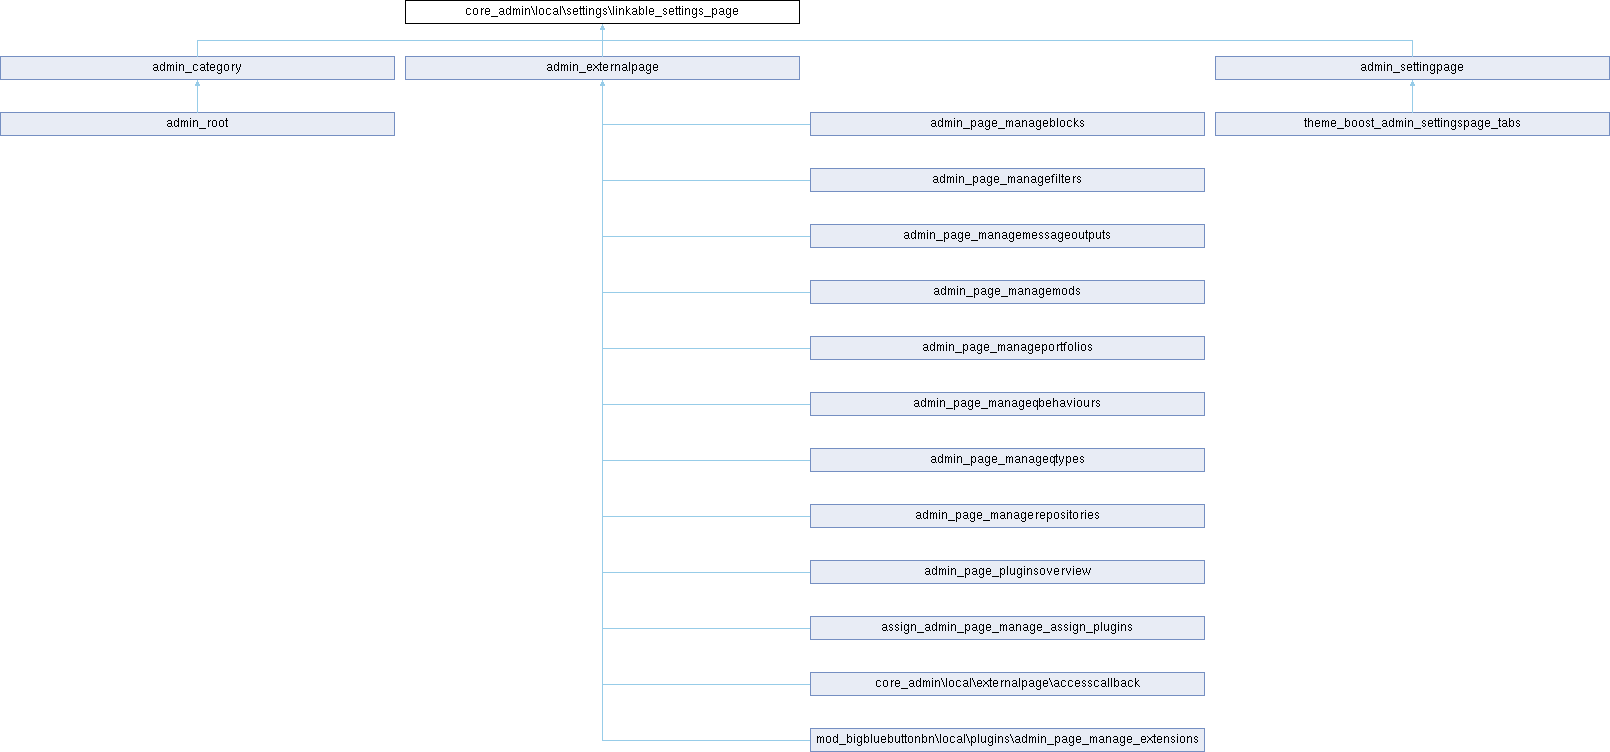 core_admin\local\settings\linkable_settings_page
admin_category
admin_externalpage
admin_settingpage
admin_root
admin_page_manageblocks
theme_boost_admin_settingspage_tabs
admin_page_managefilters
admin_page_managemessageoutputs
admin_page_managemods
admin_page_manageportfolios
admin_page_manageqbehaviours
admin_page_manageqtypes
admin_page_managerepositories
admin_page_pluginsoverview
assign_admin_page_manage_assign_plugins
core_admin\local\externalpage\accesscallback
mod_bigbluebuttonbn\local\plugins\admin_page_manage_extensions